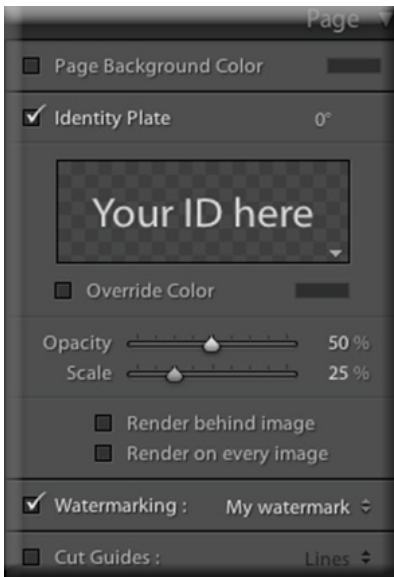 Page
Page Background Color
Identity Plate 0°
Your ID here
Override Color
Opacity 50 %
Scale 25 %
Render behind image
Render on every image
Watermarking : My watermark
Cut Guides : Lines